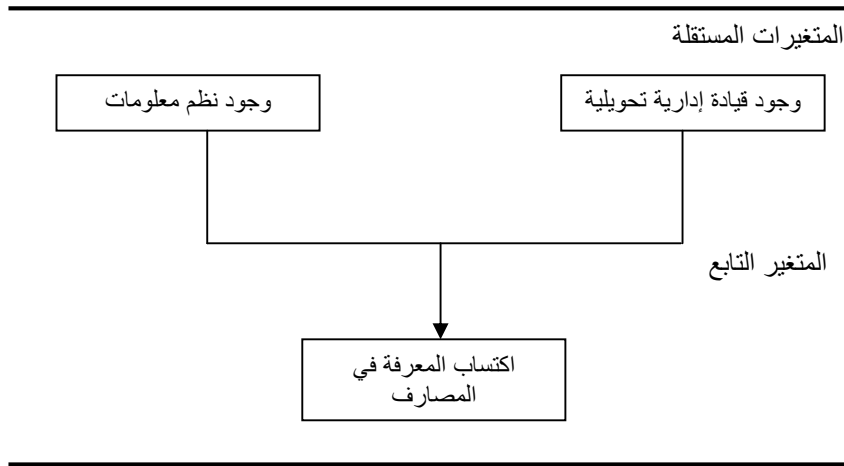 المتغيرات المستقلة
وجود قيادة إدارية تحويلية
وجود نظم معلومات
المتغير التابع
اكتساب المعرفة في
المصارف